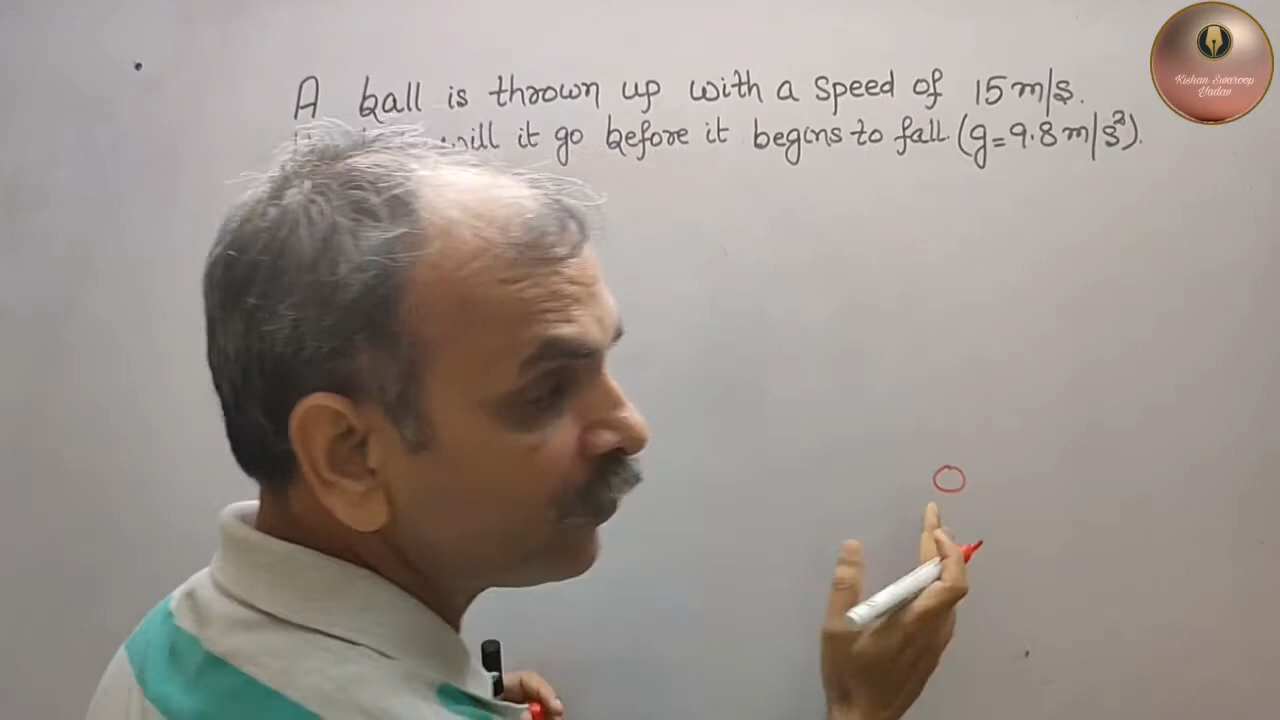 A ball is thrown up with a speed of 15 m/s.
will it go before it begins to fall. (g = 9.8 m/s²).
Kishan Swaroop
Yadav